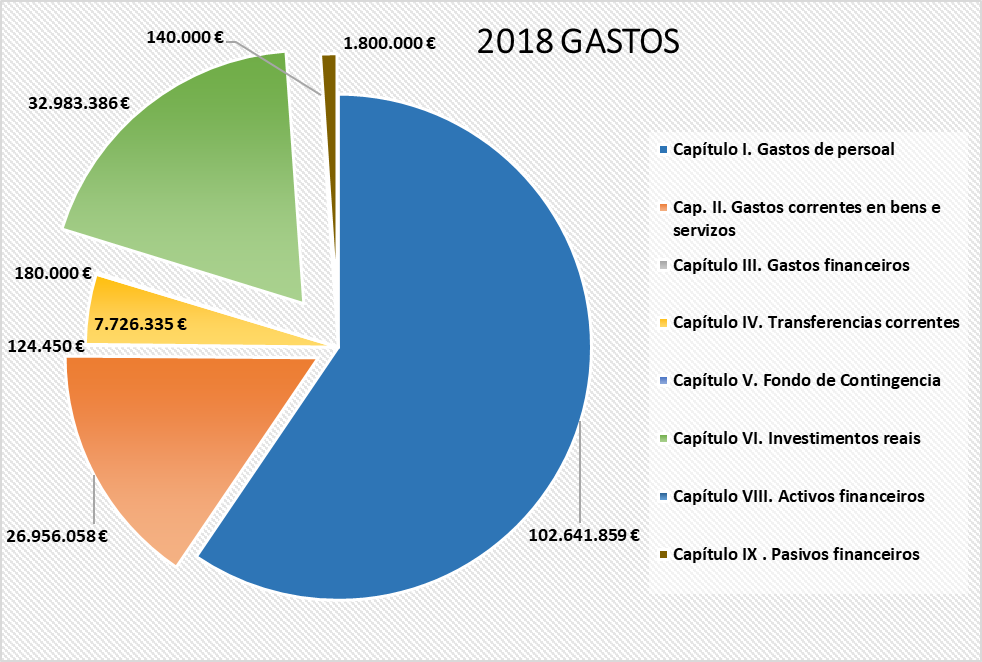 2018 GASTOS
140.000 €
1.800.000 €
32.983.386 €
180.000 €
7.726.335 €
124.450 €
26.956.058 €
102.641.859 €
Capítulo I. Gastos de persoal
Cap. II. Gastos correntes en bens e
servizos
Capítulo III. Gastos financeiros
Capítulo IV. Transferencias correntes
Capítulo V. Fondo de Contingencia
Capítulo VI. Investimentos reais
Capítulo VIII. Activos financeiros
Capítulo IX . Pasivos financeiros